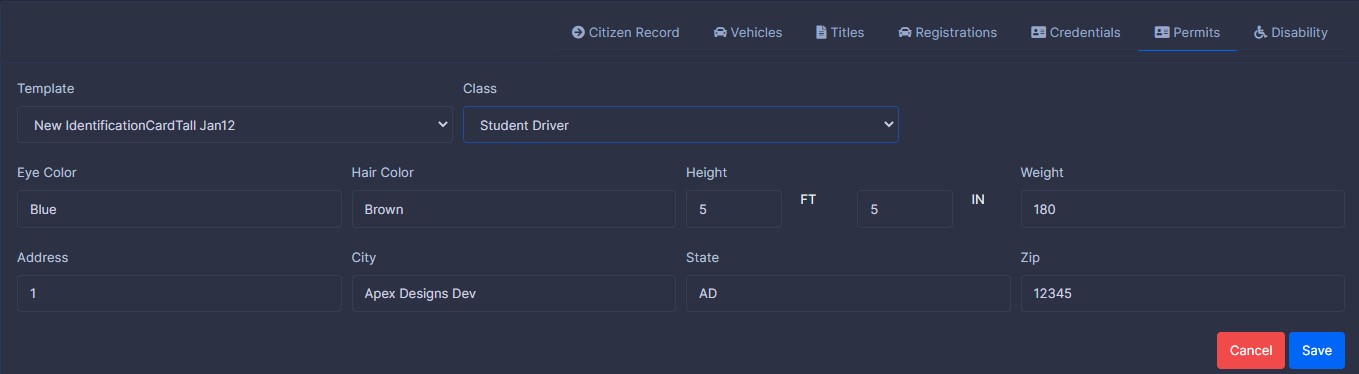 Citizen Record Vehicles Titles Registrations Credentials Permits Disability
Template Class
New IdentificationCardTall Jan12 Student Driver
Eye Color Hair Color Height Weight
Blue Brown 5 FT 5 IN 180
Address City State Zip
1 Apex Designs Dev AD 12345
Cancel Save